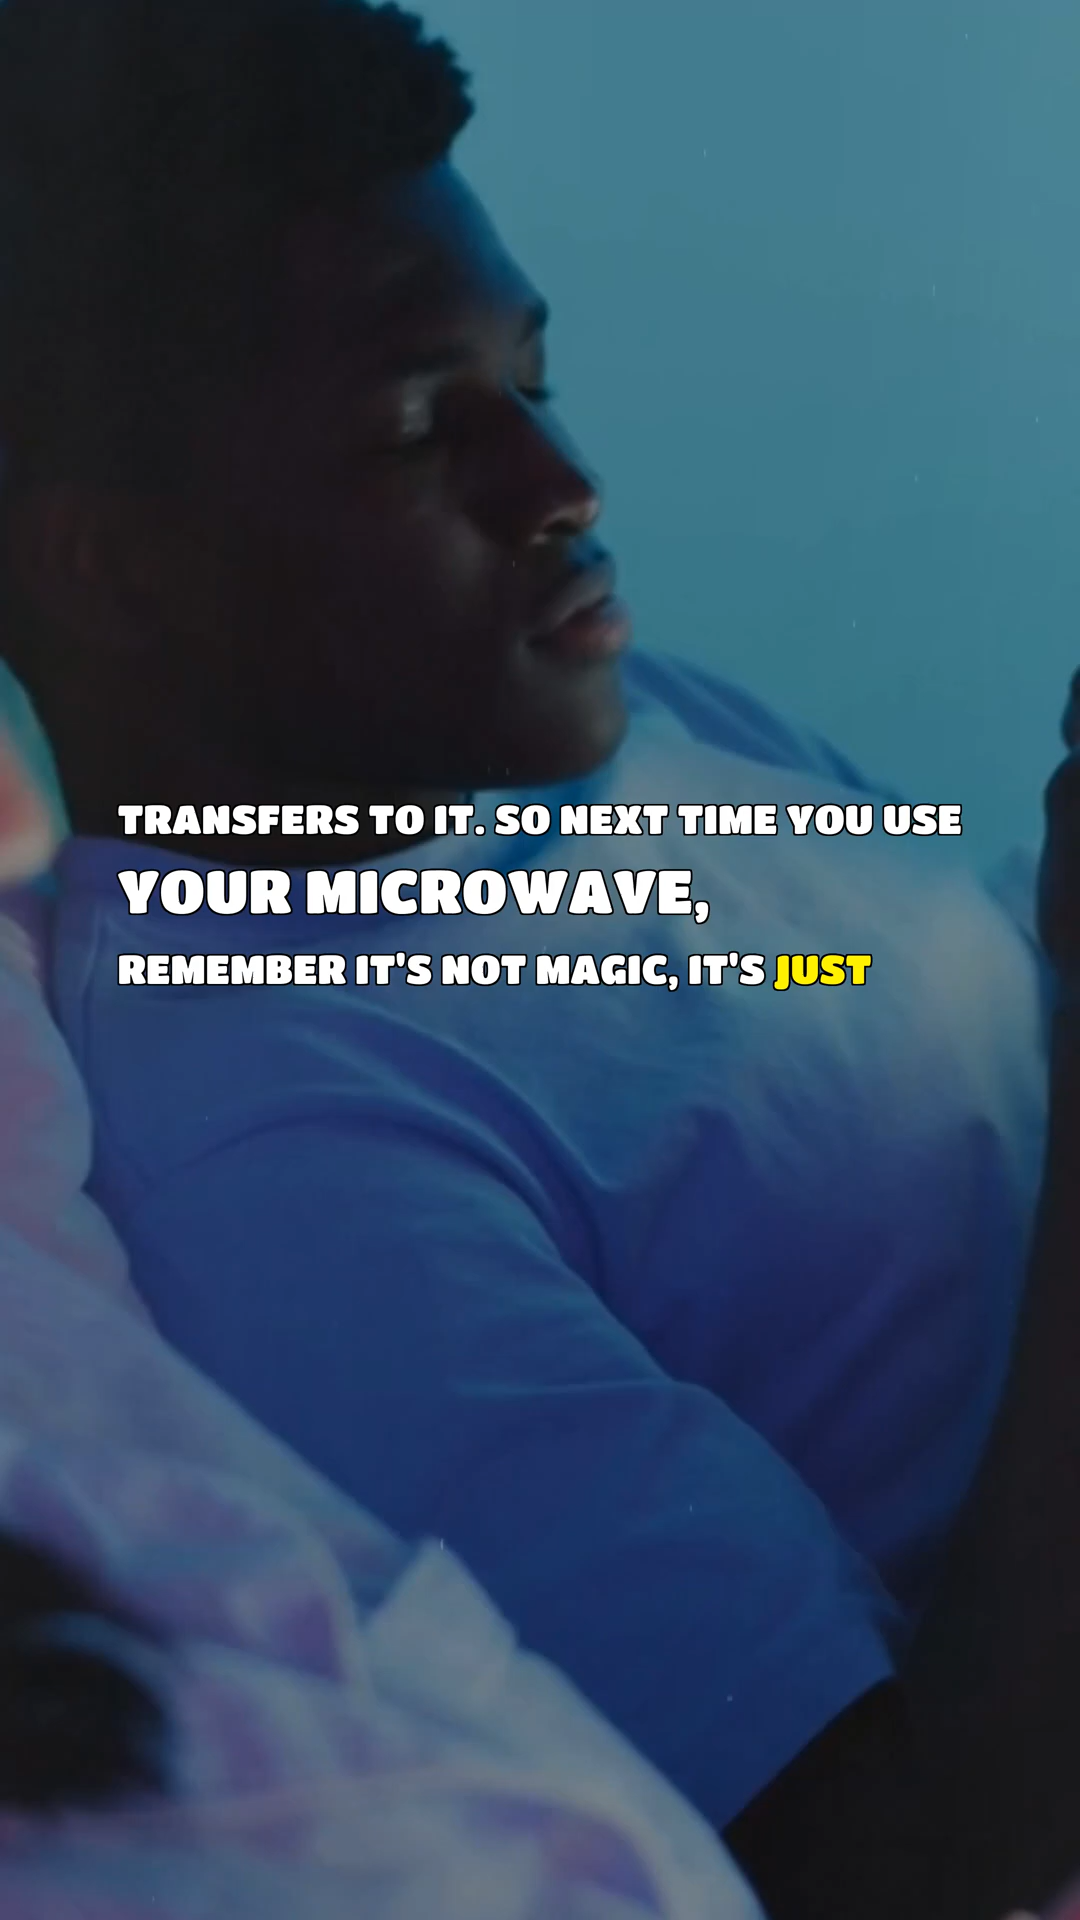 TRANSFERS TO IT. SO NEXT TIME YOU USE
YOUR MICROWAVE,
REMEMBER IT'S NOT MAGIC, IT'S JUST